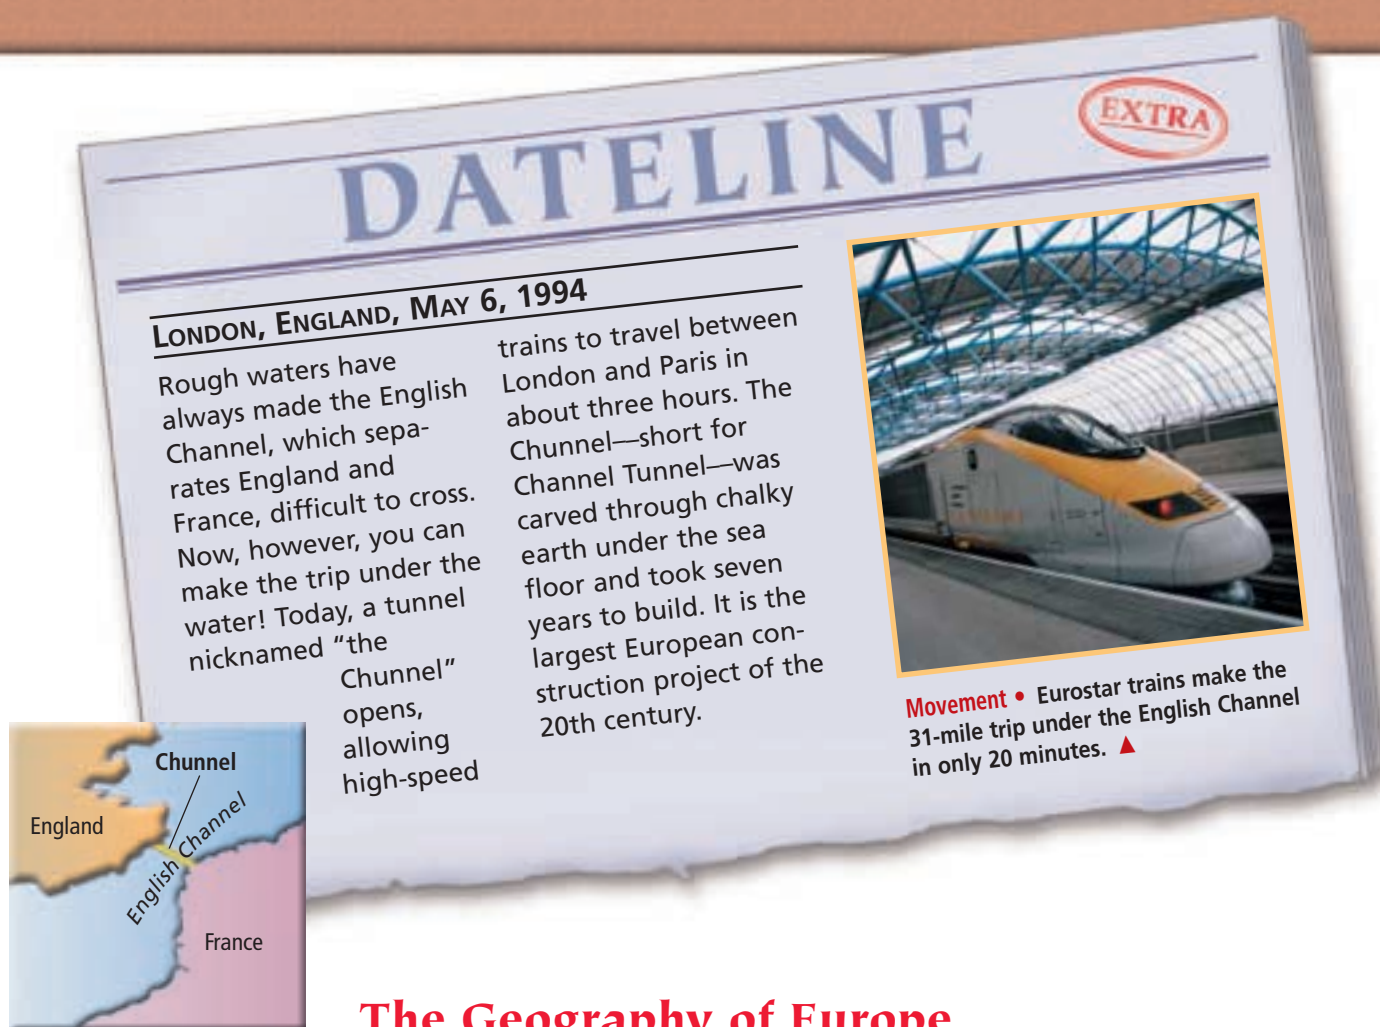 DATELINE
EXTRA
LONDON, ENGLAND, MAY 6, 1994
Rough waters have
always made the English
Channel, which sepa-
rates England and
France, difficult to cross.
Now, however, you can
make the trip under the
water! Today, a tunnel
nicknamed “the
Chunnel”
opens,
allowing
high-speed
trains to travel between
London and Paris in
about three hours. The
Chunnel—short for
Channel Tunnel—was
carved through chalky
earth under the sea
floor and took seven
years to build. It is the
largest European con-
struction project of the
20th century.
Movement • Eurostar trains make the
31-mile trip under the English Channel
in only 20 minutes. ▲
Chunnel
England
English Channel
France
The Geography of Europe